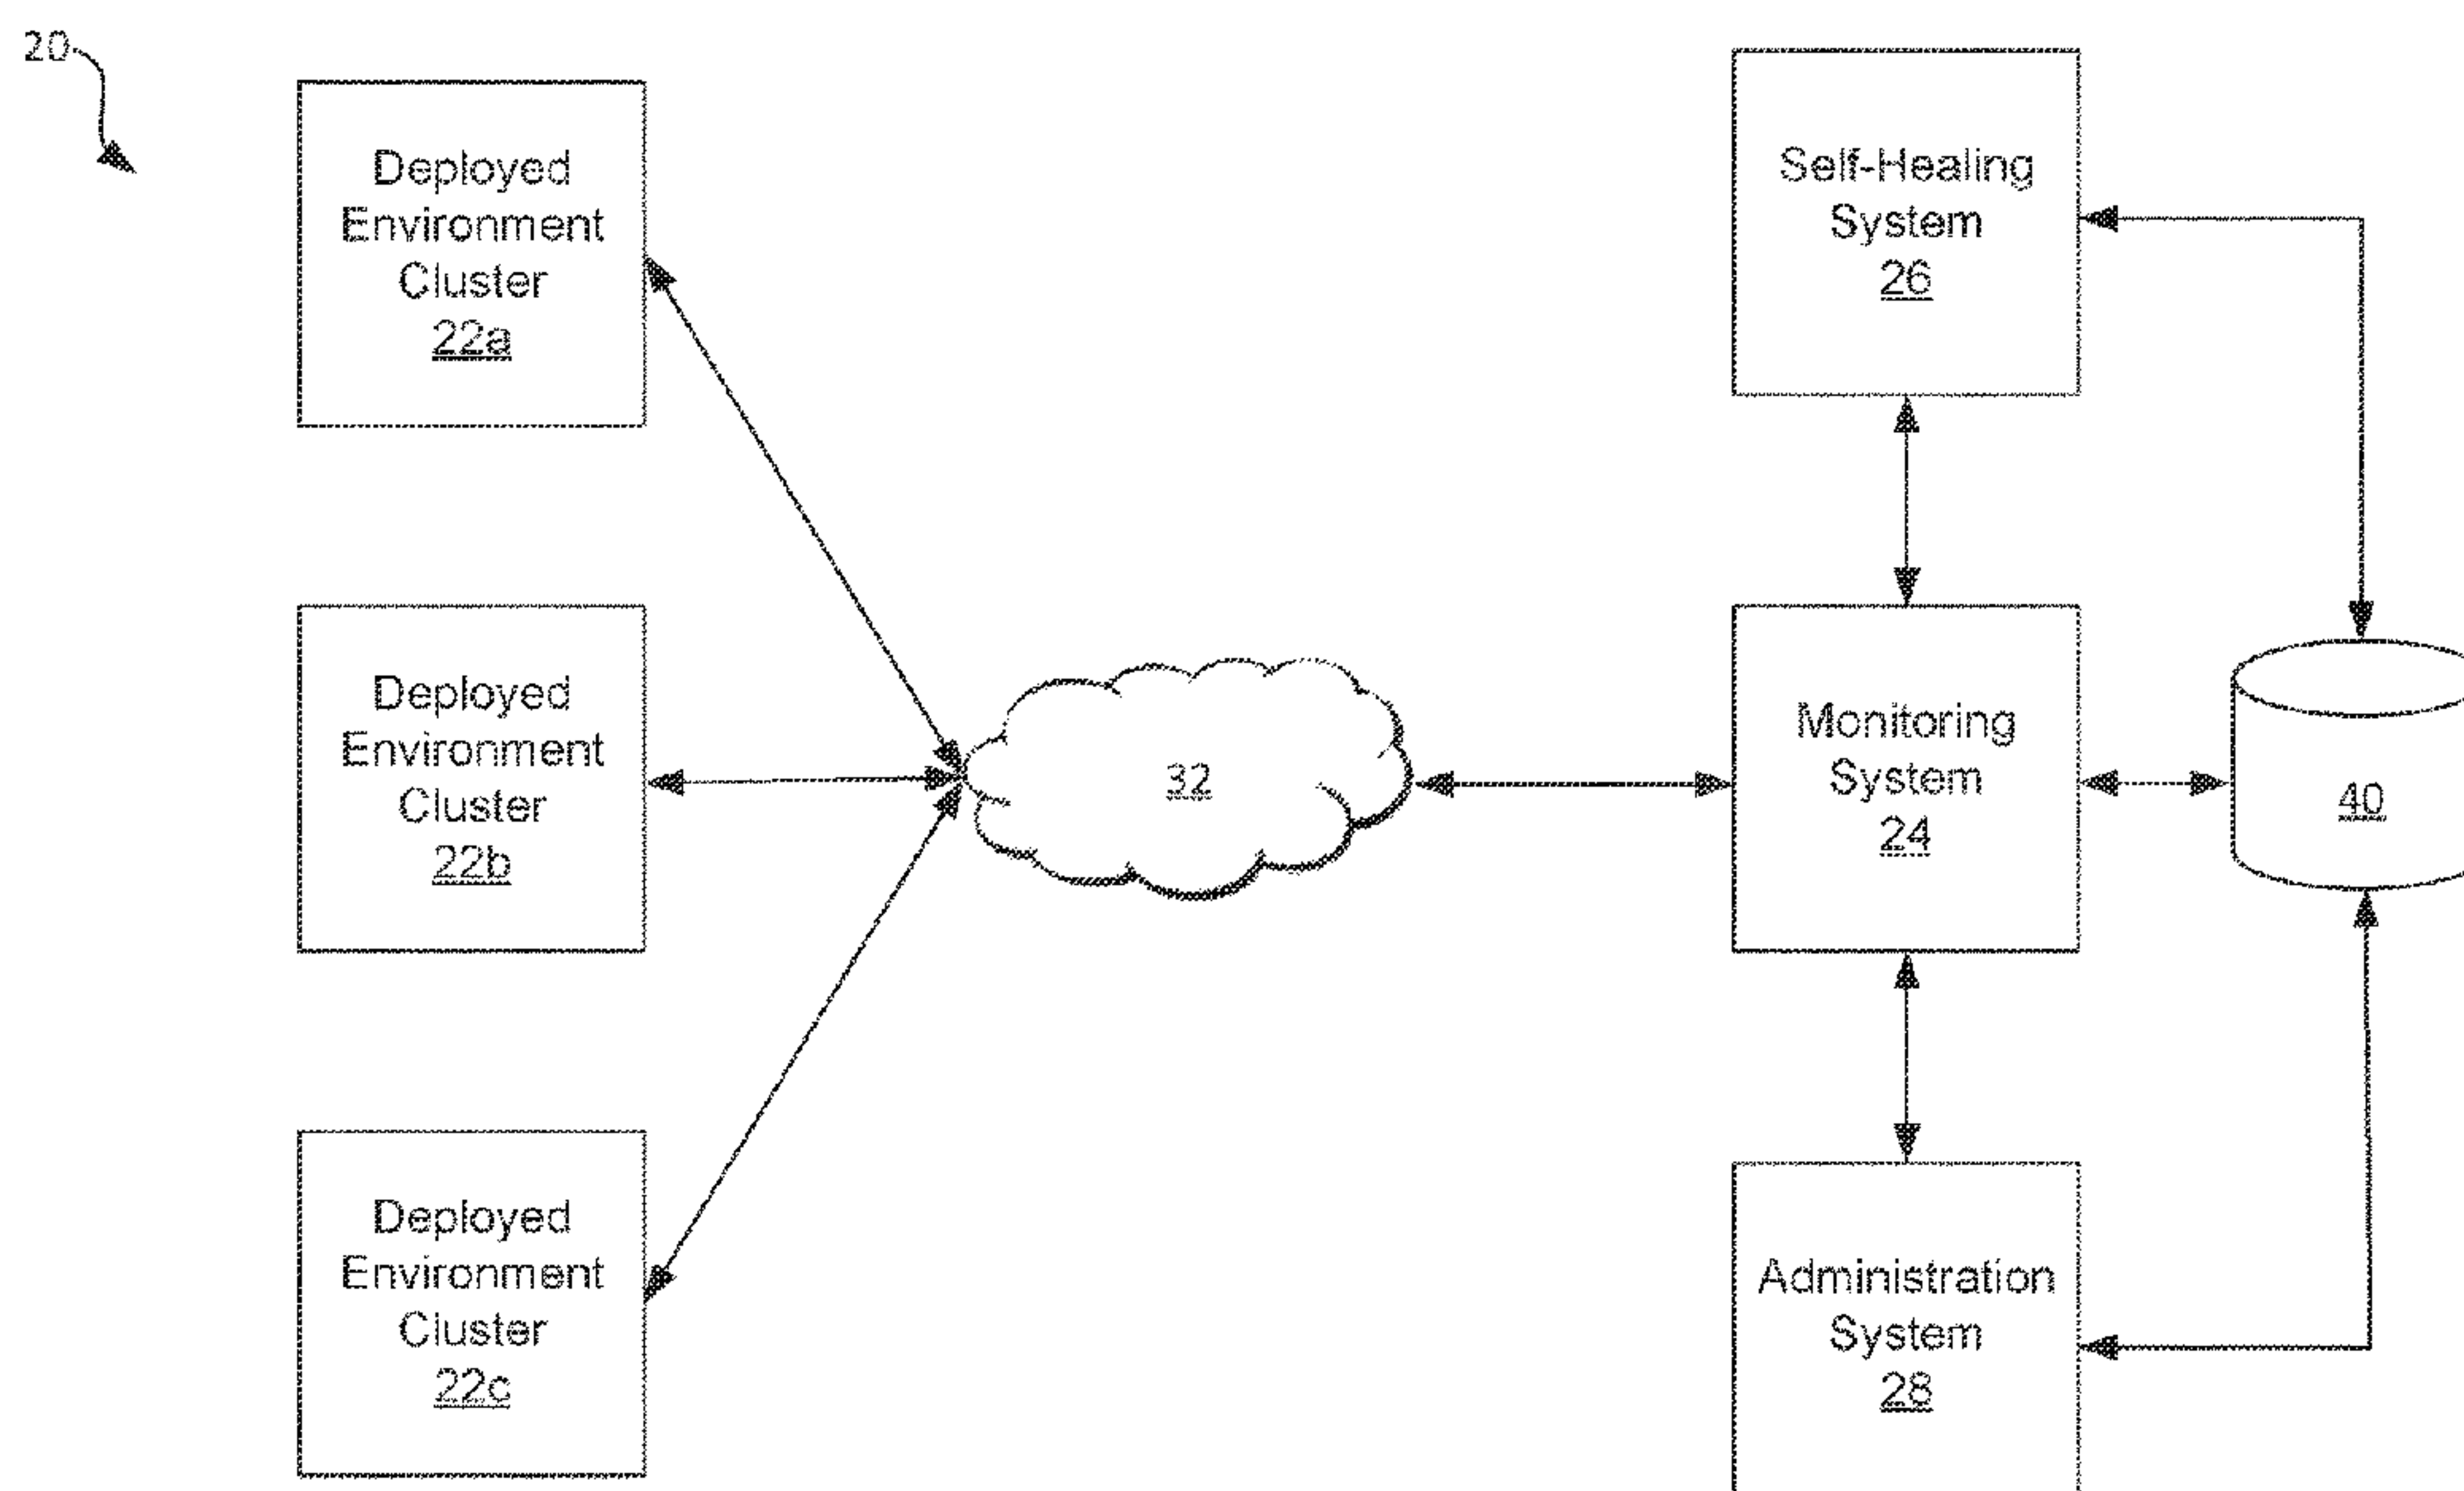 20
Deployed
Environment
Cluster
22a
Deployed
Environment
Cluster
22b
Deployed
Environment
Cluster
22c
32
Self-Healing
System
26
Monitoring
System
24
Administration
System
28
40